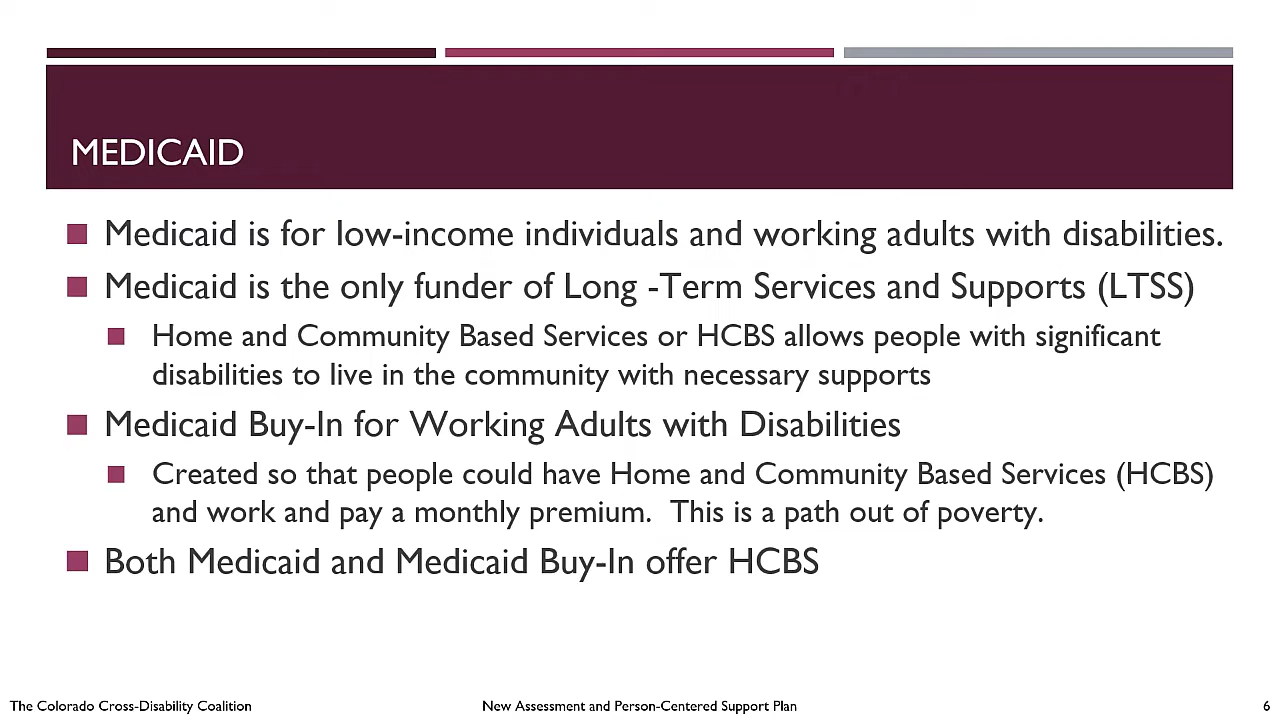 MEDICAID
Medicaid is for low-income individuals and working adults with disabilities.
Medicaid is the only funder of Long -Term Services and Supports (LTSS)
Home and Community Based Services or HCBS allows people with significant
disabilities to live in the community with necessary supports
Medicaid Buy-In for Working Adults with Disabilities
Created so that people could have Home and Community Based Services (HCBS)
and work and pay a monthly premium.  This is a path out of poverty.
Both Medicaid and Medicaid Buy-In offer HCBS
The Colorado Cross-Disability Coalition
New Assessment and Person-Centered Support Plan
6